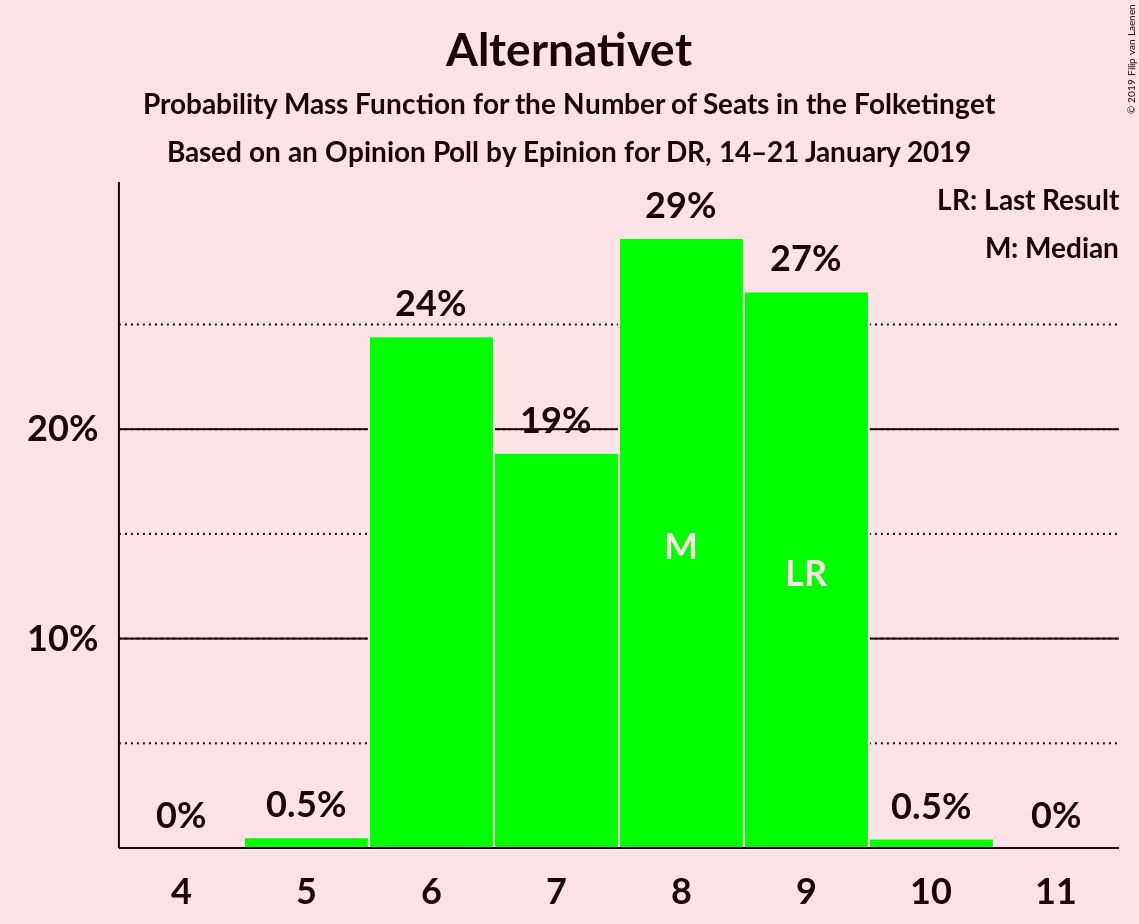 Alternativet
Probability Mass Function for the Number of Seats in the Folketinget
Based on an Opinion Poll by Epinion for DR, 14–21 January 2019
© 2019 Filip van Laenen
LR: Last Result
M: Median
29%
27%
24%
19%
20%
M
LR
10%
0%
0.5%
0.5%
0%
4 5 6 7 8 9 10 11